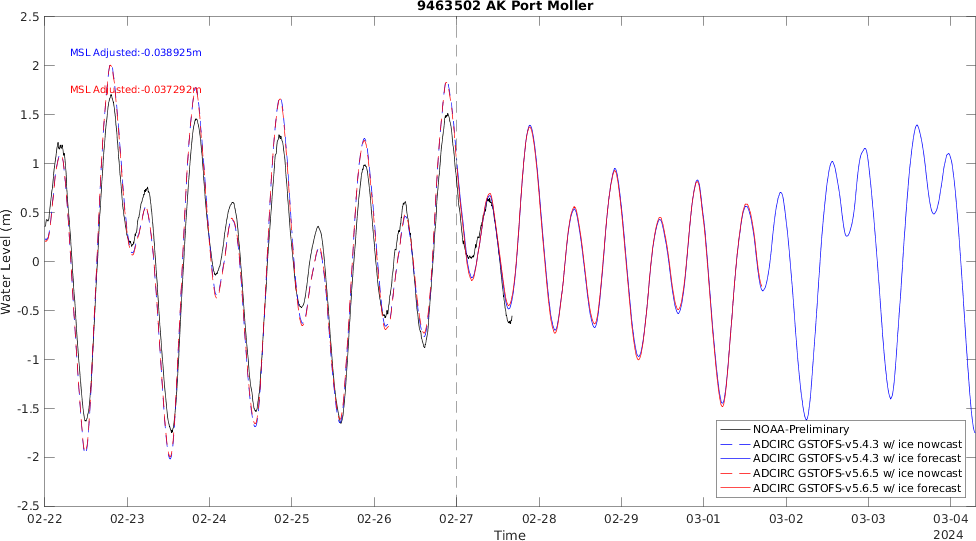 9463502 AK Port Moller
MSL Adjusted:-0.038925m
MSL Adjusted:-0.037292m
Water Level (m)
2.5
2
1.5
1
0.5
0
-0.5
-1
-1.5
-2
-2.5
NOAA-Preliminary
ADCIRC GSTOFS-v5.4.3 w/ ice nowcast
ADCIRC GSTOFS-v5.4.3 w/ ice forecast
ADCIRC GSTOFS-v5.6.5 w/ ice nowcast
ADCIRC GSTOFS-v5.6.5 w/ ice forecast
02-22 02-23 02-24 02-25 02-26 02-27 02-28 02-29 03-01 03-02 03-03 03-04
Time
2024